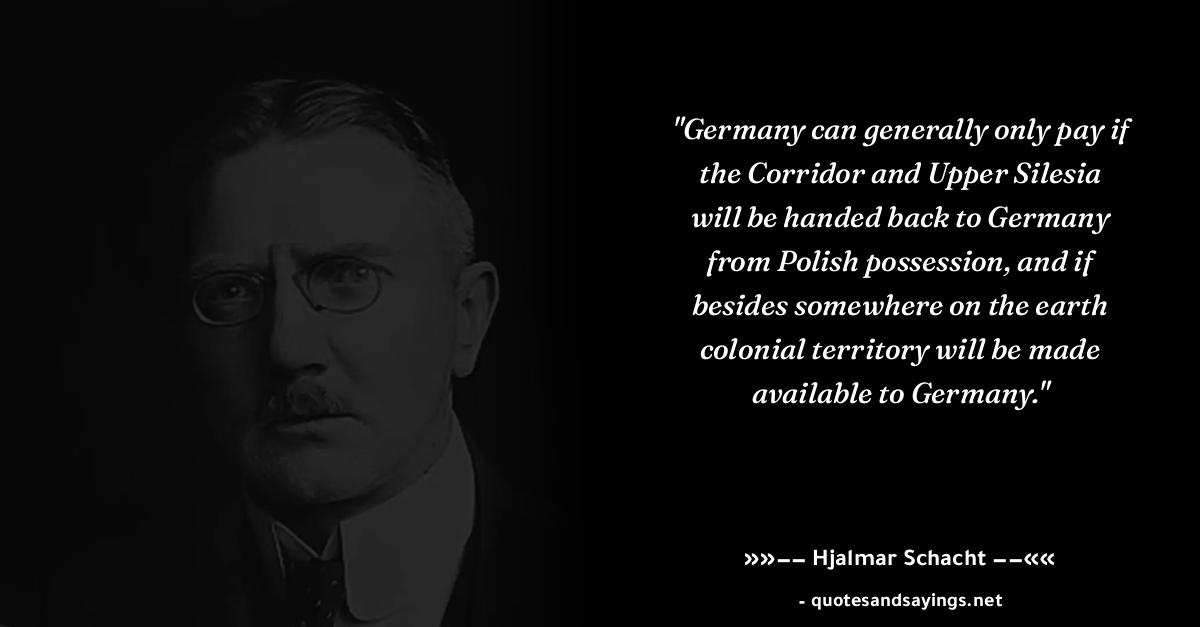 "Germany can generally only pay if
the Corridor and Upper Silesia
will be handed back to Germany
from Polish possession, and if
besides somewhere on the earth
colonial territory will be made
available to Germany."
»»–– Hjalmar Schacht ––««
- quotesandsayings.net